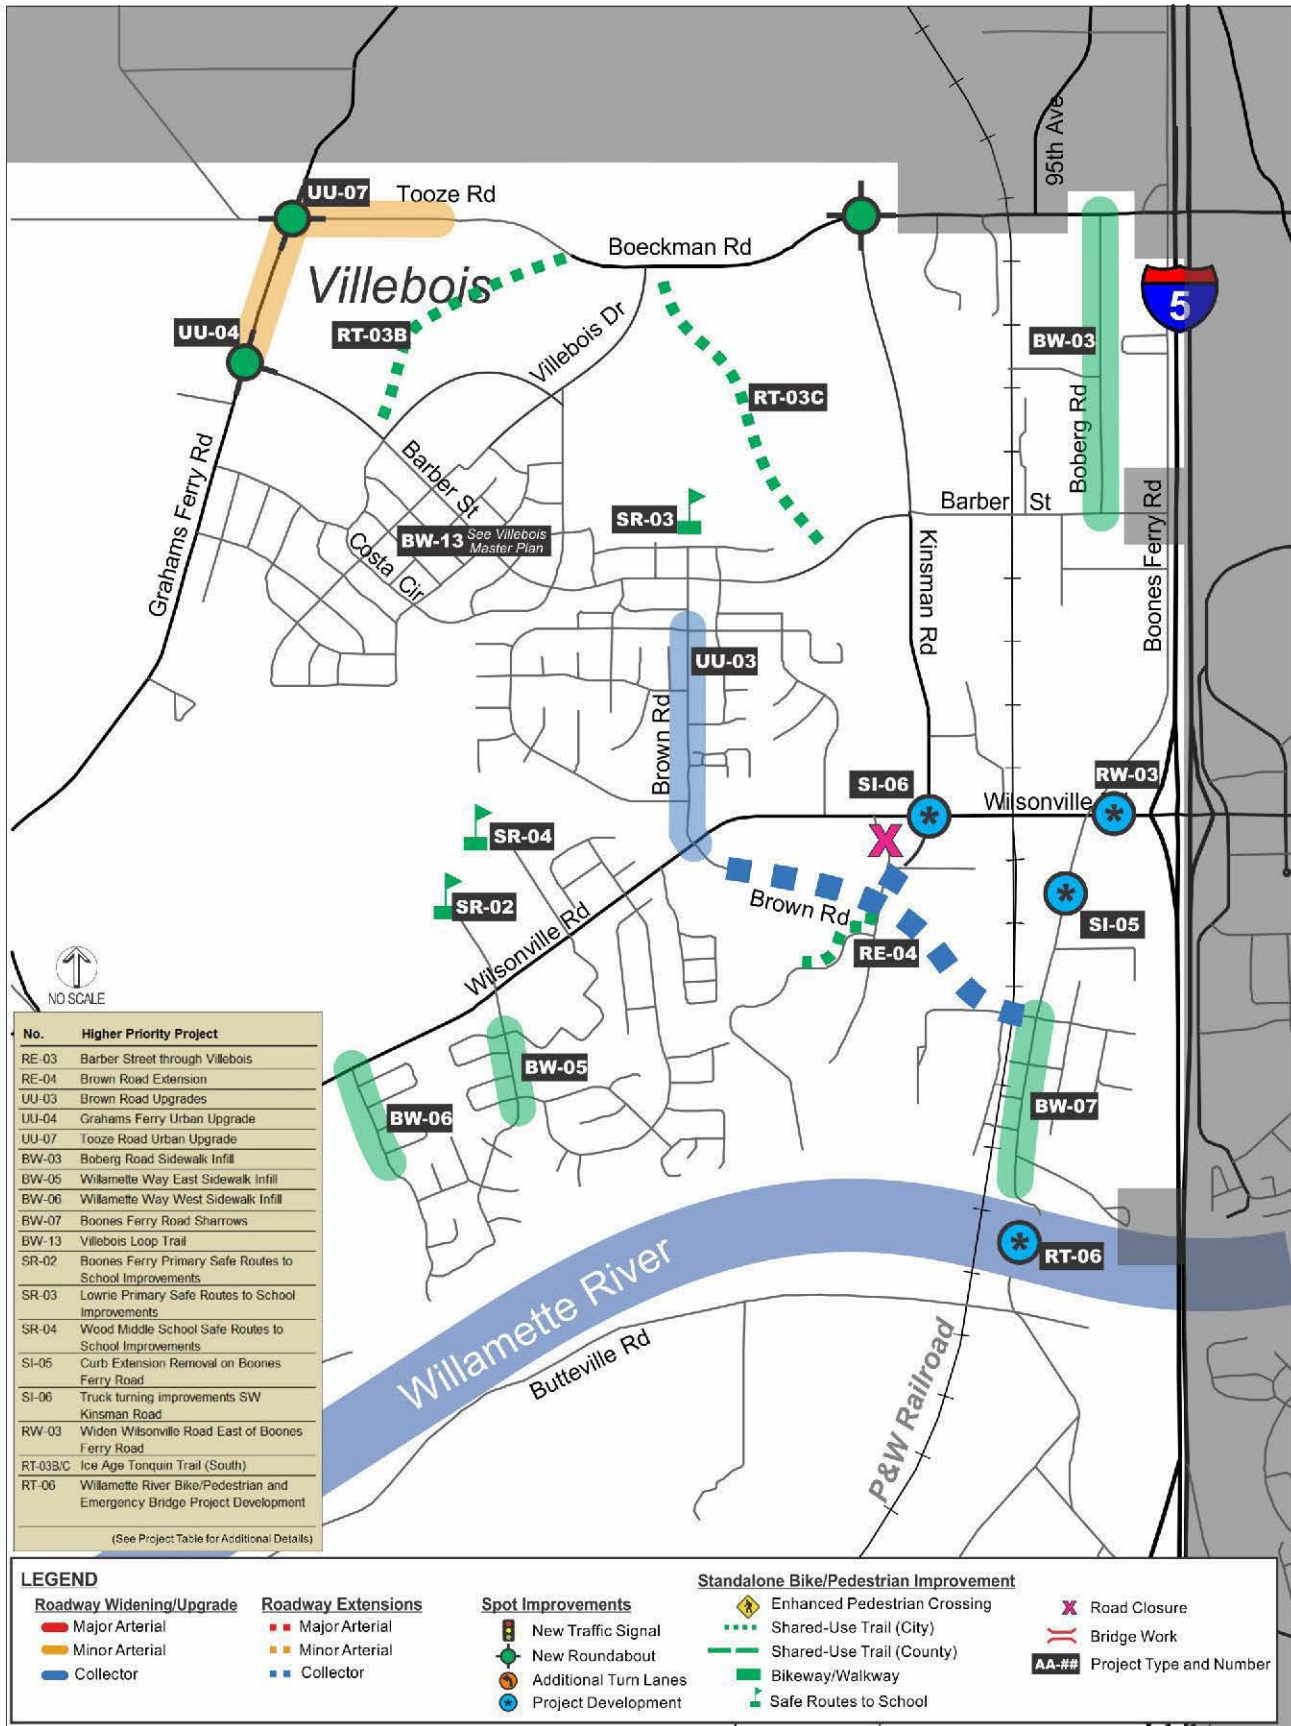 95th Ave
UU-07
Tooze Rd
Boeckman Rd
Villebois
5
UU-04
RT-03B
Villebois Dr
BW-03
RT-03C
Boberg Rd
Grahams Ferry Rd
Barber St
Barber St
SR-03
BW-13 See Villebois
Master Plan
Costa Cir
Kinsman Rd
Boones Ferry Rd
UU-03
Brown Rd
RW-03
SI-06
Wilsonville
SR-04
SR-02
Brown Rd
SI-05
Wilsonville Rd
RE-04
NO SCALE
BW-05
BW-06
BW-07
RT-06
Willamette River
Butteville Rd
P&W Railroad
No. Higher Priority Project
RE-03 Barber Street through Villebois
RE-04 Brown Road Extension
UU-03 Brown Road Upgrades
UU-04 Grahams Ferry Urban Upgrade
UU-07 Tooze Road Urban Upgrade
BW-03 Boberg Road Sidewalk Infill
BW-05 Willamette Way East Sidewalk Infill
BW-06 Willamette Way West Sidewalk Infill
BW-07 Boones Ferry Road Sharrows
BW-13 Villebois Loop Trail
SR-02 Boones Ferry Primary Safe Routes to
School Improvements
SR-03 Lowrie Primary Safe Routes to School
Improvements
SR-04 Wood Middle School Safe Routes to
School Improvements
SI-05 Curb Extension Removal on Boones
Ferry Road
SI-06 Truck turning improvements SW
Kinsman Road
RW-03 Widen Wilsonville Road East of Boones
Ferry Road
RT-03B/C Ice Age Tonquin Trail (South)
RT-06 Willamette River Bike/Pedestrian and
Emergency Bridge Project Development
(See Project Table for Additional Details)
LEGEND
Roadway Widening/Upgrade
Major Arterial
Minor Arterial
Collector
Roadway Extensions
Major Arterial
Minor Arterial
Collector
Spot Improvements
New Traffic Signal
New Roundabout
Additional Turn Lanes
Project Development
Standalone Bike/Pedestrian Improvement
Enhanced Pedestrian Crossing
Shared-Use Trail (City)
Shared-Use Trail (County)
Bikeway/Walkway
Safe Routes to School
X Road Closure
Bridge Work
AA-## Project Type and Number